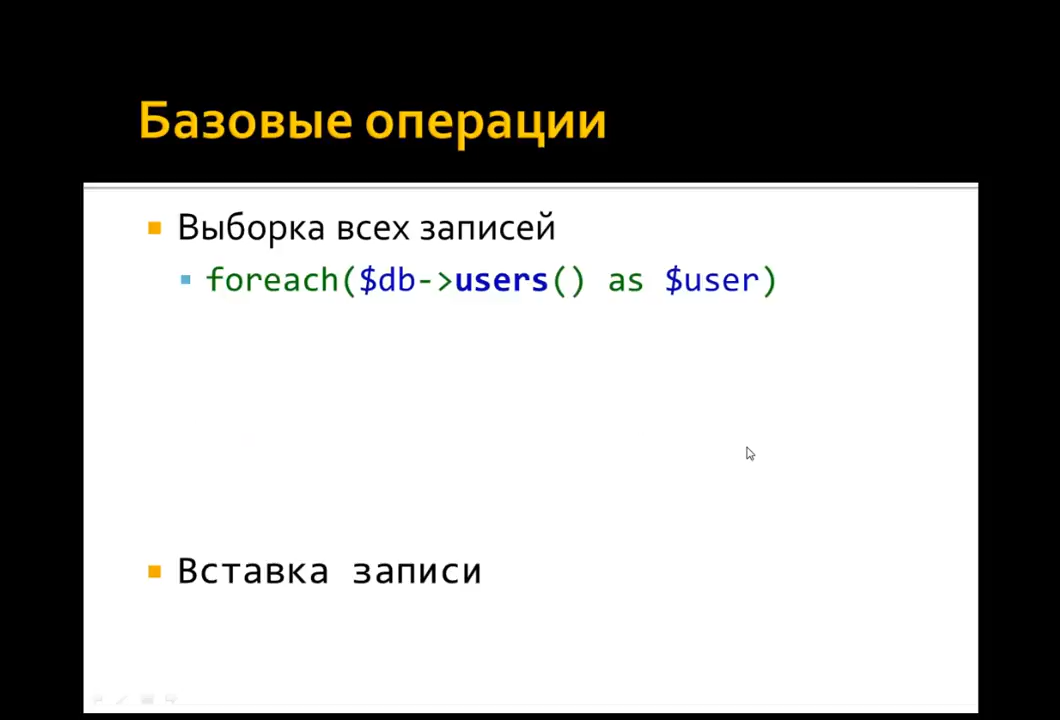 Базовые операции
Выборка всех записей
foreach($db->users() as $user)
Вставка записи